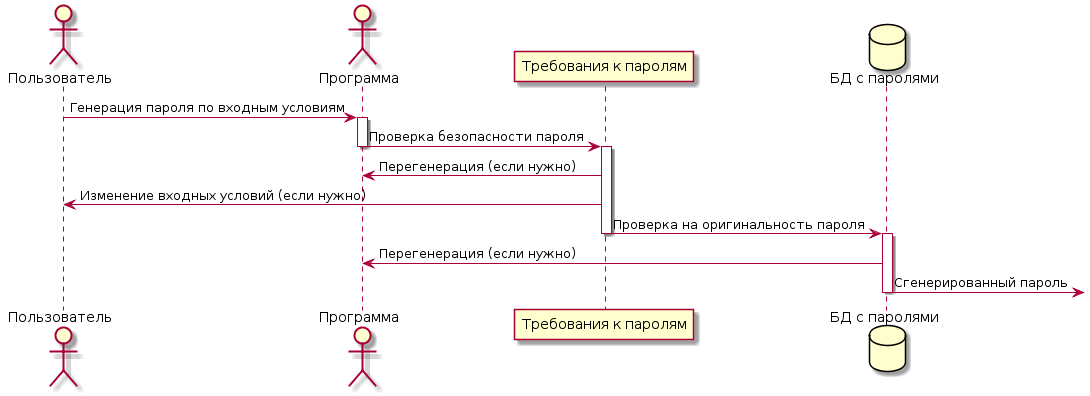 Требования к паролям
Пользователь
Программа
БД с паролями
Генерация пароля по входным условиям
Проверка безопасности пароля
Перегенерация (если нужно)
Изменение входных условий (если нужно)
Проверка на оригинальность пароля
Перегенерация (если нужно)
Сгенерированный пароль
Пользователь
Программа
Требования к паролям
БД с паролями